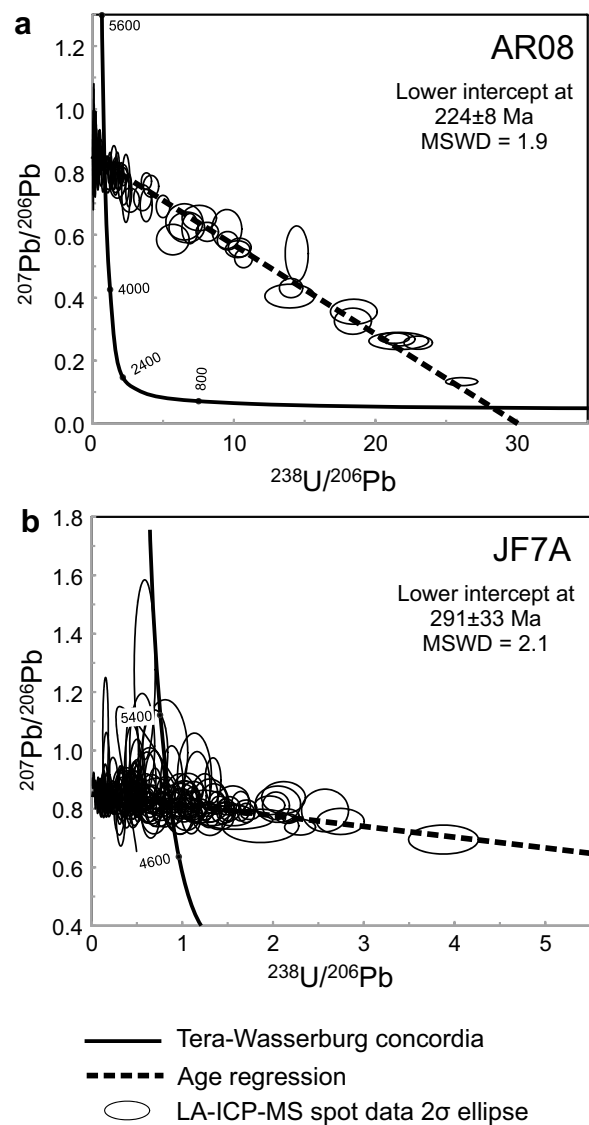 a
AR08
Lower intercept at
224±8 Ma
MSWD = 1.9
5600
4000
2400
800
1.2
1.0
0.8
0.6
0.4
0.2
0.0
²⁰⁷Pb/²⁰⁶Pb
0 10 20 30
²³⁸U/²⁰⁶Pb
b
JF7A
Lower intercept at
291±33 Ma
MSWD = 2.1
5400
4600
1.8
1.6
1.4
1.2
1.0
0.8
0.6
0.4
²⁰⁷Pb/²⁰⁶Pb
0 1 2 3 4 5
²³⁸U/²⁰⁶Pb
Tera-Wasserburg concordia
Age regression
LA-ICP-MS spot data 2σ ellipse